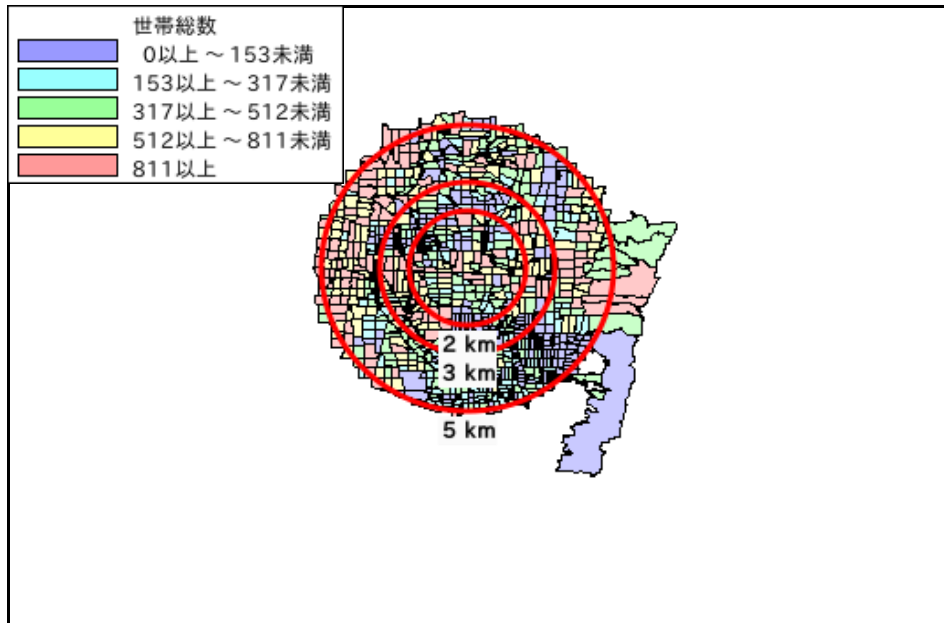 世帯総数
0以上 ～ 153未満
153以上 ～ 317未満
317以上 ～ 512未満
512以上 ～ 811未満
811以上
2 km
3 km
5 km